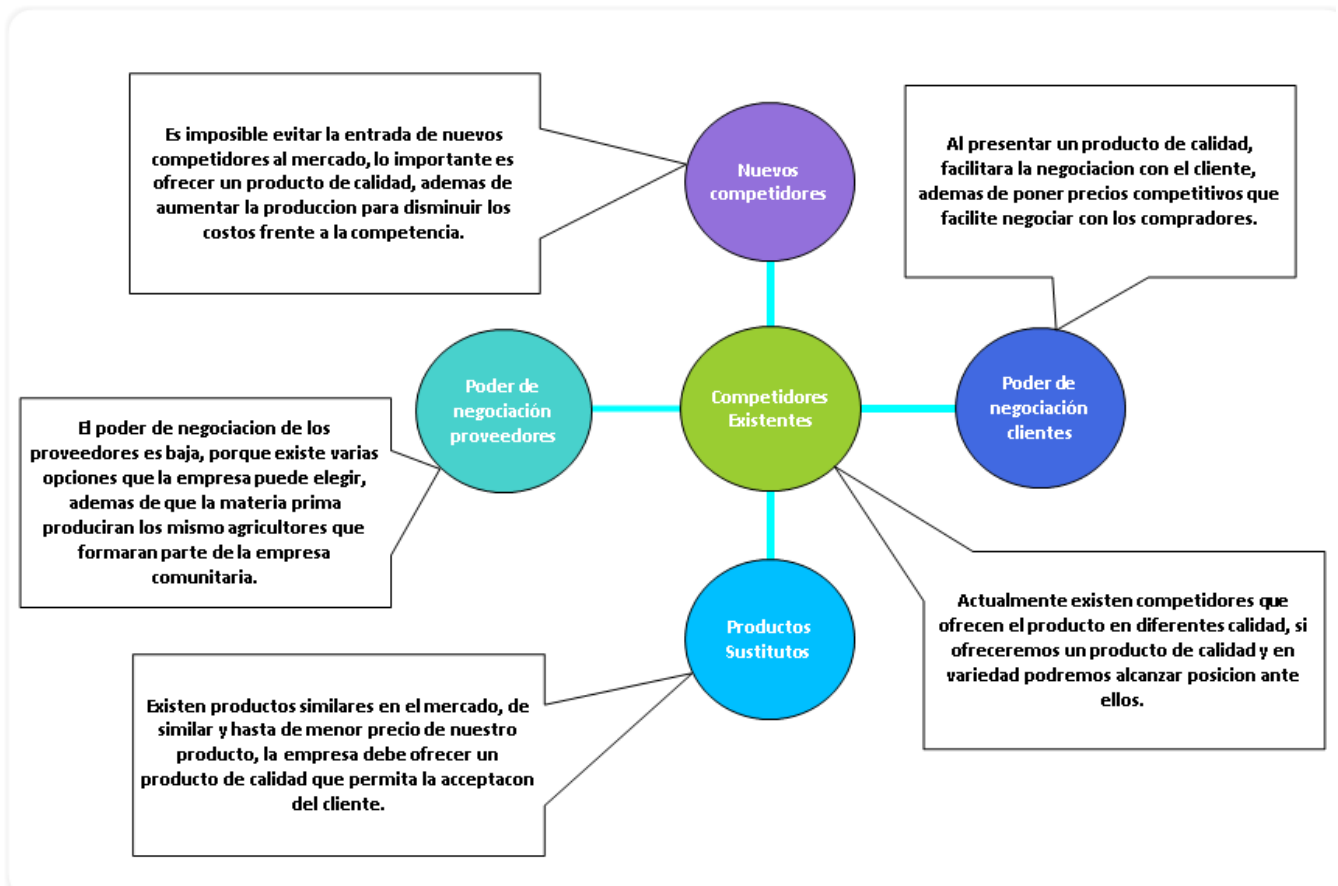 Es imposible evitar la entrada de nuevos
competidores al mercado, lo importante es
ofrecer un producto de calidad, ademas de
aumentar la produccion para disminuir los
costos frente a la competencia.
Nuevos
competidores
Al presentar un producto de calidad,
facilitara la negociacion con el cliente,
ademas de poner precios competitivos que
facilite negociar con los compradores.
Poder de
negociación
proveedores
Competidores
Existentes
Poder de
negociación
clientes
El poder de negociacion de los
proveedores es baja, porque existe varias
opciones que la empresa puede elegir,
ademas de que la materia prima
produciran los mismo agricultores que
formaran parte de la empresa
comunitaria.
Productos
Sustitutos
Actualmente existen competidores que
ofrecen el producto en diferentes calidad, si
ofreceremos un producto de calidad y en
variedad podremos alcanzar posicion ante
ellos.
Existen productos similares en el mercado, de
similar y hasta de menor precio de nuestro
producto, la empresa debe ofrecer un
producto de calidad que permita la acceptacon
del cliente.